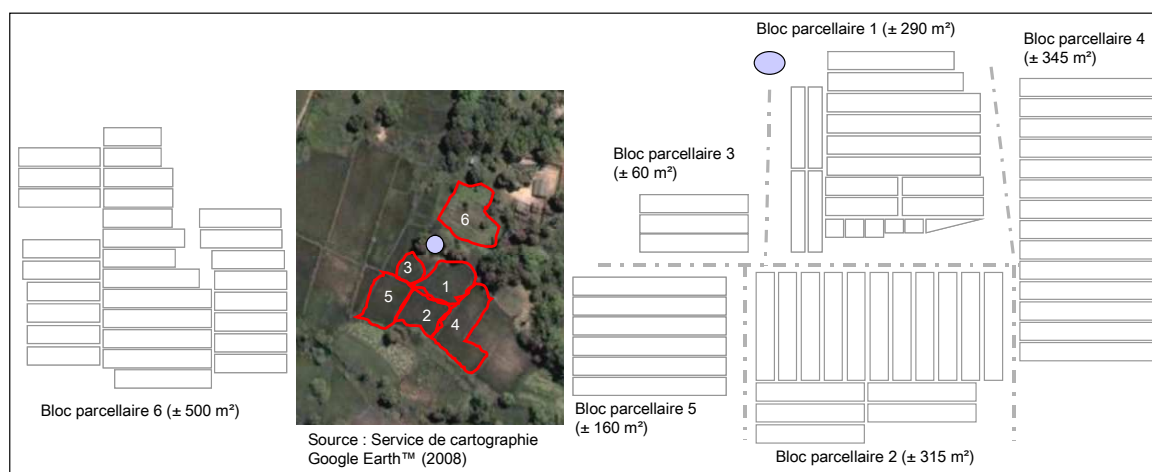 Bloc parcellaire 1 (± 290 m²)
Bloc parcellaire 4
(± 345 m²)
Bloc parcellaire 3
(± 60 m²)
6
3
1
5
2
4
Bloc parcellaire 6 (± 500 m²)
Source : Service de cartographie
Google Earth™ (2008)
Bloc parcellaire 5
(± 160 m²)
Bloc parcellaire 2 (± 315 m²)